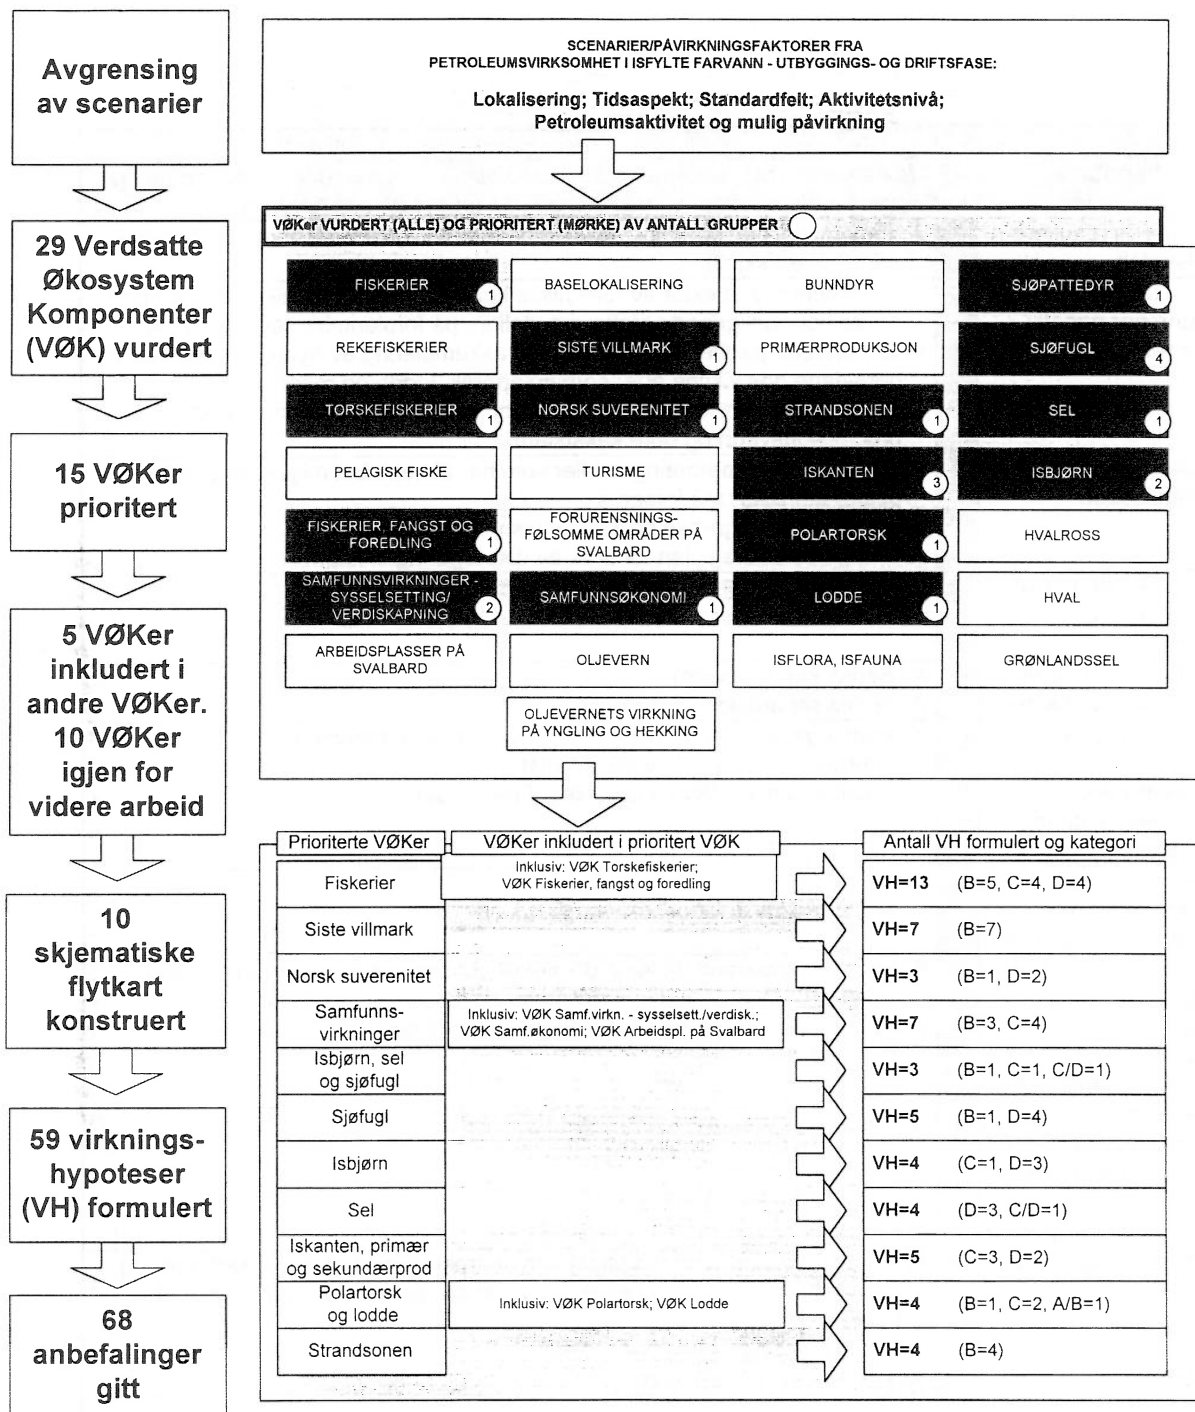 Avgrensing
av scenarier
29 Verdsatte
Økosystem
Komponenter
(VØK) vurdert
15 VØKer
prioritert
5 VØKer
inkludert i
andre VØKer.
10 VØKer
igjen for
videre arbeid
10
skjematiske
flytkart
konstruert
59 virknings-
hypoteser
(VH) formulert
68
anbefalinger
gitt
SCENARIER/PÅVIRKNINGSFAKTORER FRA
PETROLEUMSVIRKSOMHET I ISFYLTE FARVANN - UTBYGGINGS- OG DRIFTSFASE:
Lokalisering; Tidsaspekt; Standardfelt; Aktivitetsnivå;
Petroleumsaktivitet og mulig påvirkning
VØKer VURDERT (ALLE) OG PRIORITERT (MØRKE) AV ANTALL GRUPPER
FISKERIER 1
BASELOKALISERING
BUNNDYR
SJØPATTEDYR 1
REKEFISKERIER
SISTE VILLMARK 1
PRIMÆRPRODUKSJON
SJØFUGL 4
TORSKEFISKERIER 1
NORSK SUVERENITET 1
STRANDSONEN 1
SEL 1
PELAGISK FISKE
TURISME
ISKANTEN 3
ISBJØRN 2
FISKERIER, FANGST OG
FOREDLING 1
FORURENSNINGS-
FØLSOMME OMRÅDER PÅ
SVALBARD
POLARTORSK 1
HVALROSS
SAMFUNNSVIRKNINGER -
SYSSELSETTING/
VERDISKAPNING 2
SAMFUNNSØKONOMI 1
LODDE 1
HVAL
ARBEIDSPLASSER PÅ
SVALBARD
OLJEVERN
ISFLORA, ISFAUNA
GRØNLANDSSEL
OLJEVERNETS VIRKNING
PÅ YNGLING OG HEKKING
Prioriterte VØKer
VØKer inkludert i prioritert VØK
Antall VH formulert og kategori
Fiskerier
Inklusiv: VØK Torskefiskerier;
VØK Fiskerier, fangst og foredling
VH=13 (B=5, C=4, D=4)
Siste villmark
VH=7 (B=7)
Norsk suverenitet
VH=3 (B=1, D=2)
Samfunns-
virkninger
Inklusiv: VØK Samf.virkn. - sysselsett./verdisk.;
VØK Samf.økonomi; VØK Arbeidspl. på Svalbard
VH=7 (B=3, C=4)
Isbjørn, sel
og sjøfugl
VH=3 (B=1, C=1, C/D=1)
Sjøfugl
VH=5 (B=1, D=4)
Isbjørn
VH=4 (C=1, D=3)
Sel
VH=4 (D=3, C/D=1)
Iskanten, primær
og sekundærprod
VH=5 (C=3, D=2)
Polartorsk
og lodde
Inklusiv: VØK Polartorsk; VØK Lodde
VH=4 (B=1, C=2, A/B=1)
Strandsonen
VH=4 (B=4)